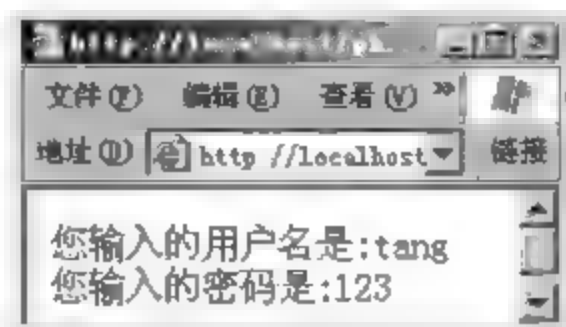 文件(F) 编辑(E) 查看(V) »
地址(D) http //localhost 链接
您输入的用户名是:tang
您输入的密码是:123